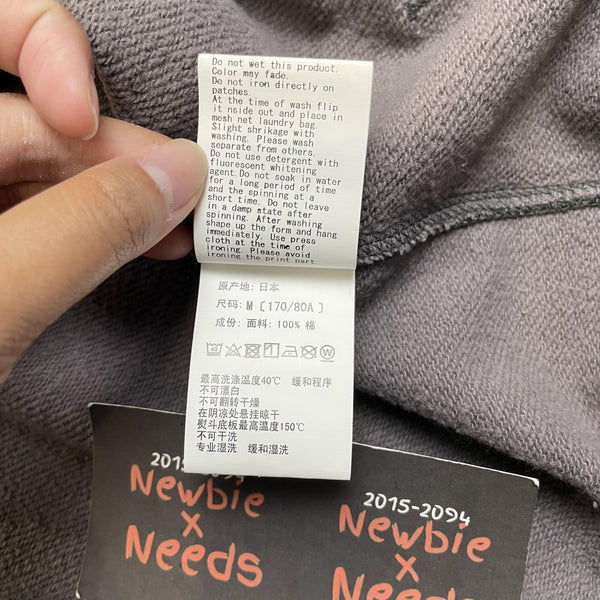 Do not wet this product.
Color may fade.
Do not iron directly on
patches.
At the time of wash flip
it nside out and place in
mesh net laundry bag.
Slight shrikage with
washing. Please wash
separate from others.
Do not use detergent with
fluorescent whitening
agent.Do not soak in water
for a long period of time
and the spinning at a
short time. Do not leave
in a damp state after
spinning. After washing
shape up the form and hang
immediately. Use press
cloth at the time of
ironing. Please avoid
ironing the print part
原产地: 日本
尺码: M [170/80A]
成份: 面料: 100% 棉
最高洗涤温度40℃ 缓和程序
不可漂白
不可翻转干燥
在阴凉处悬挂晾干
熨斗底板最高温度150℃
不可干洗
专业湿洗 缓和湿洗
2015-2094
Newbie
x
Needs
2015-2094
Newbie
x
Needs